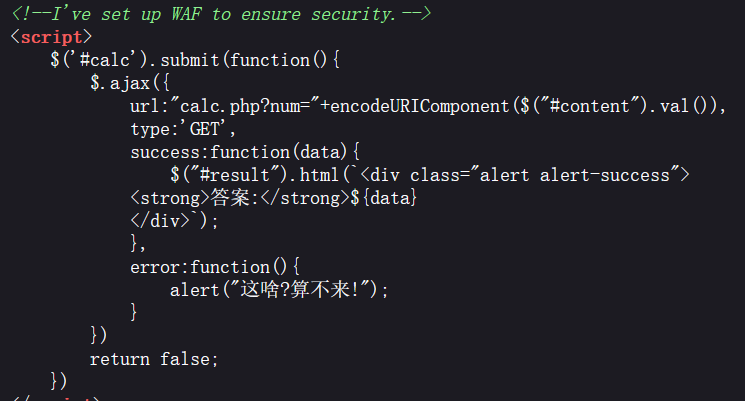 <!--I've set up WAF to ensure security.-->
<script>
    $('#calc').submit(function(){
        $.ajax({
            url:"calc.php?num="+encodeURIComponent($("#content").val()),
            type:'GET',
            success:function(data){
                $("#result").html(`<div class="alert alert-success">
            <strong>答案:</strong>${data}
            </div>`);
            },
            error:function(){
                alert("这啥?算不来!");
            }
        })
        return false;
    })